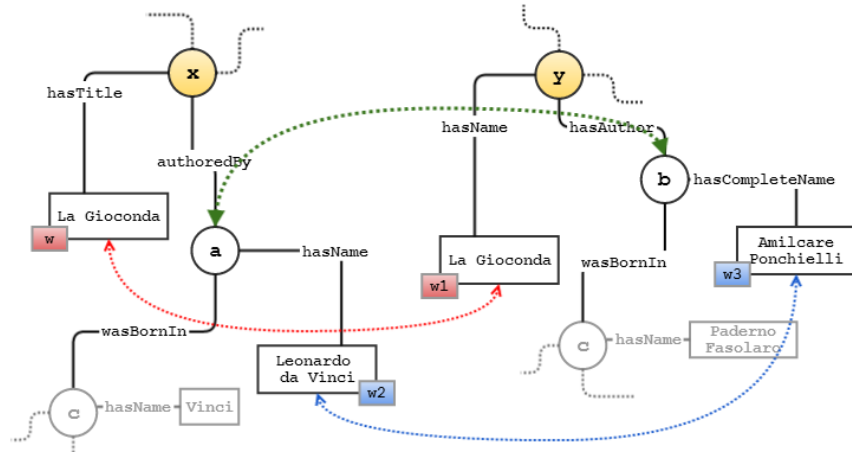 x
y
hasTitle
hasName
hasAuthor
authoredBy
b
hasCompleteName
La Gioconda
w
a
hasName
La Gioconda
w1
wasBornIn
Amilcare
Ponchielli
w3
wasBornIn
Leonardo
da Vinci
w2
c
hasName
Paderno
Fasolaro
c
hasName
Vinci